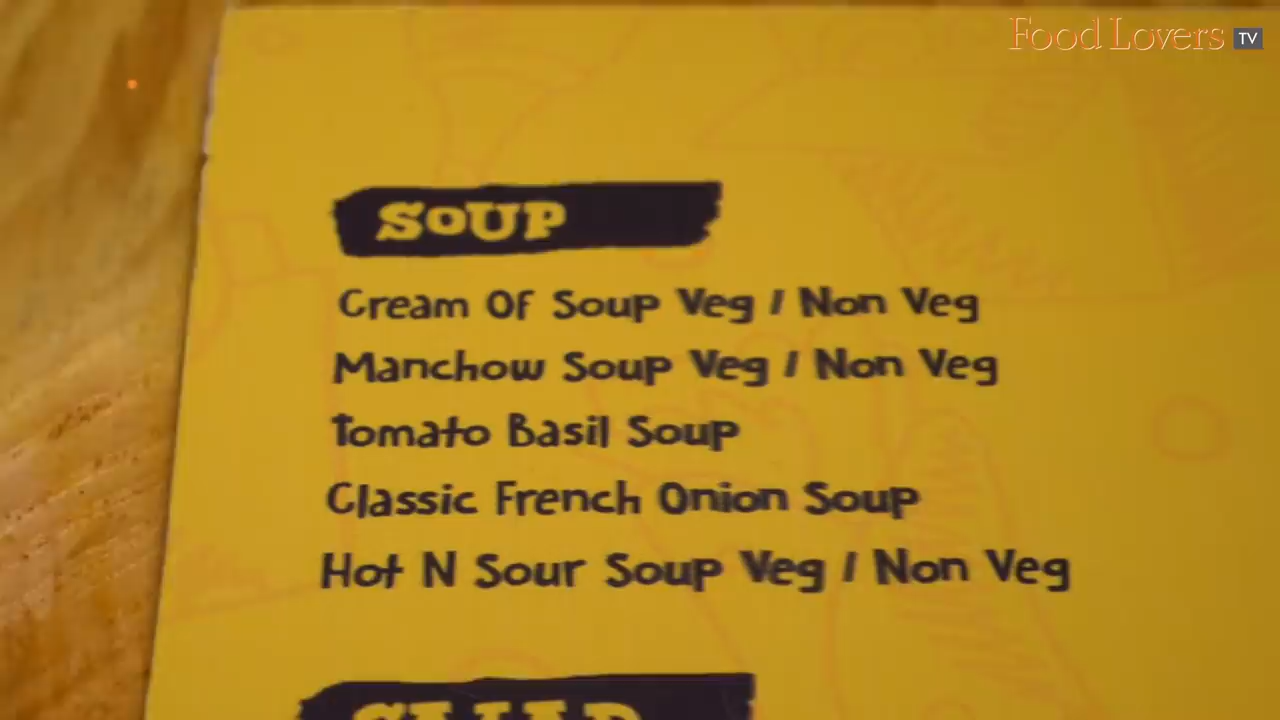 Food Lovers TV
SOUP
Cream Of Soup Veg / Non Veg
Manchow Soup Veg / Non Veg
Tomato Basil Soup
Classic French Onion Soup
Hot N Sour Soup Veg / Non Veg